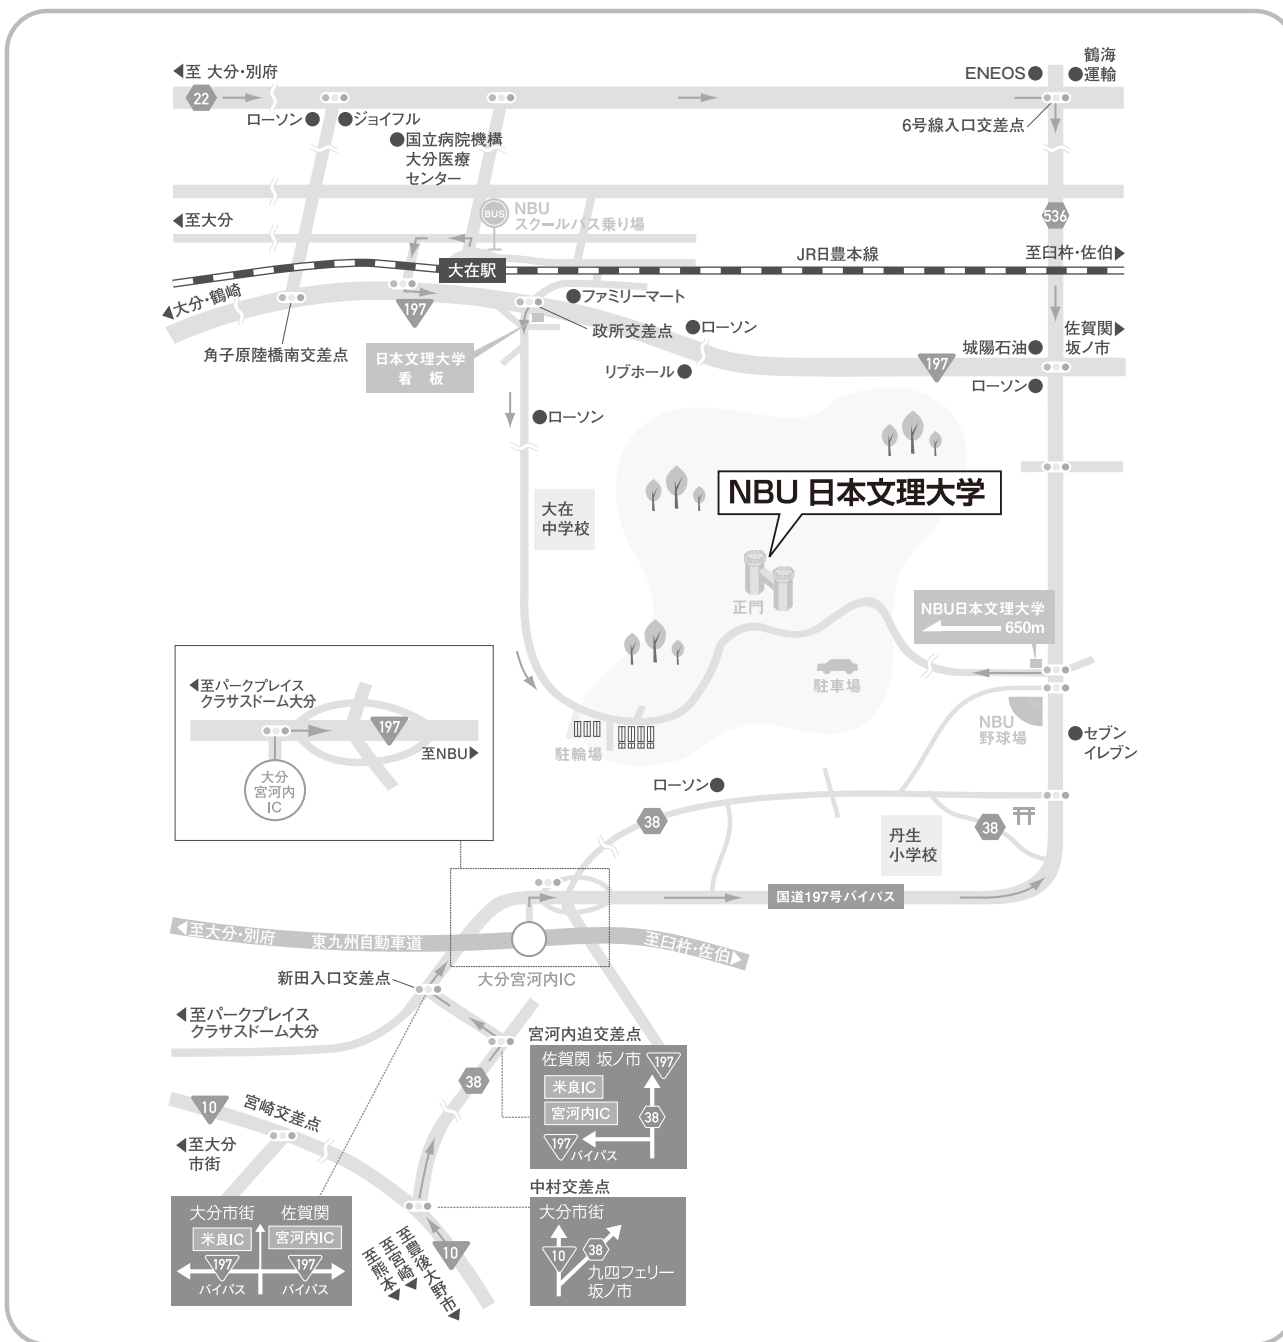 至 大分・別府
22
ENEOS
鶴海
運輸
ローソン
ジョイフル
国立病院機構
大分医療
センター
6号線入口交差点
至大分
BUS
NBU
スクールバス乗り場
536
JR日豊本線
至臼杵・佐伯
大在駅
大分・鶴崎
197
ファミリーマート
政所交差点
ローソン
角子原陸橋南交差点
日本文理大学
看 板
リブホール
197
城陽石油
佐賀関
坂ノ市
ローソン
ローソン
NBU 日本文理大学
大在
中学校
正門
NBU日本文理大学
650m
駐車場
NBU
野球場
セブン
イレブン
駐輪場
至パークプレイス
クラサスドーム大分
197
至NBU
大分
宮河内
IC
ローソン
38
丹生
小学校
38
国道197号バイパス
至大分・別府
東九州自動車道
至臼杵・佐伯
新田入口交差点
大分宮河内IC
至パークプレイス
クラサスドーム大分
宮河内迫交差点
佐賀関 坂ノ市
197
米良IC
宮河内IC
38
197
バイパス
38
10
宮崎交差点
至大分
市街
中村交差点
大分市街
10
38
九四フェリー
坂ノ市
大分市街
佐賀関
米良IC
宮河内IC
197
バイパス
197
バイパス
至熊本
至宮崎
至豊後大野市
10